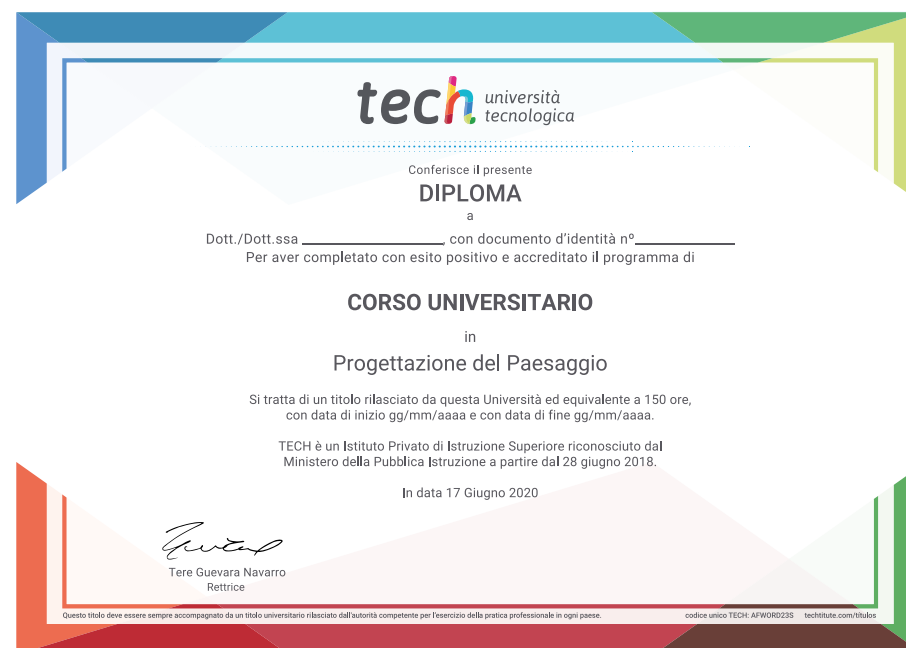 tech università
tecnologica
Conferisce il presente
DIPLOMA
a
Dott./Dott.ssa ____________________, con documento d'identità nº______________
Per aver completato con esito positivo e accreditato il programma di
CORSO UNIVERSITARIO
in
Progettazione del Paesaggio
Si tratta di un titolo rilasciato da questa Università ed equivalente a 150 ore,
con data di inizio gg/mm/aaaa e con data di fine gg/mm/aaaa.
TECH è un Istituto Privato di Istruzione Superiore riconosciuto dal
Ministero della Pubblica Istruzione a partire dal 28 giugno 2018.
In data 17 Giugno 2020
Tere Guevara Navarro
Rettrice
Questo titolo deve essere sempre accompagnato da un titolo universitario rilasciato dall'autorità competente per l'esercizio della pratica professionale in ogni paese. codice unico TECH: AFWORD23S techtitute.com/titulos